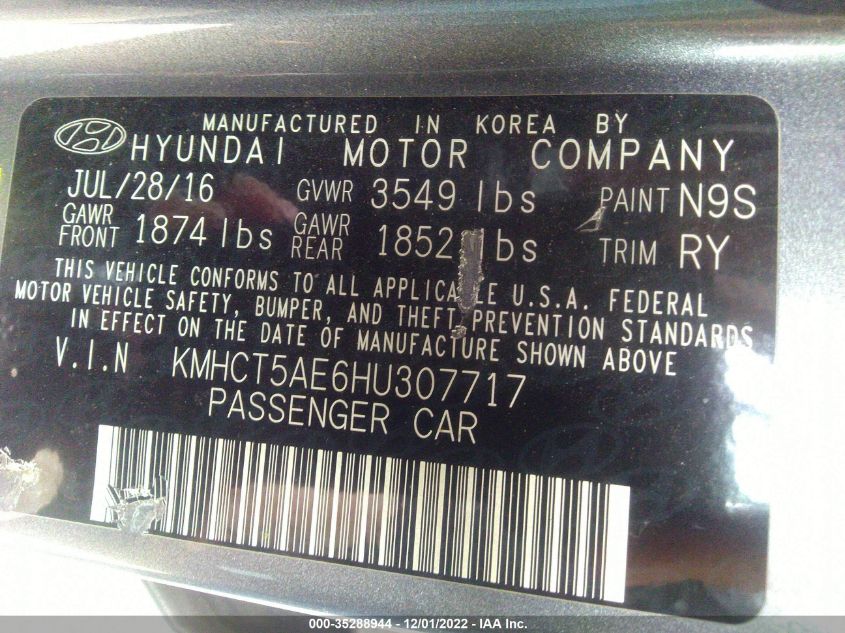 MANUFACTURED IN KOREA BY
HYUNDAI MOTOR COMPANY
JUL/28/16 GVWR 3549 lbs PAINT N9S
GAWR FRONT 1874 lbs GAWR REAR 1852 lbs TRIM RY
THIS VEHICLE CONFORMS TO ALL APPLICABLE U.S.A. FEDERAL
MOTOR VEHICLE SAFETY, BUMPER, AND THEFT PREVENTION STANDARDS
IN EFFECT ON THE DATE OF MANUFACTURE SHOWN ABOVE
V.I.N KMHCT5AE6HU307717
PASSENGER CAR
000-35288944 - 12/01/2022 - IAA Inc.